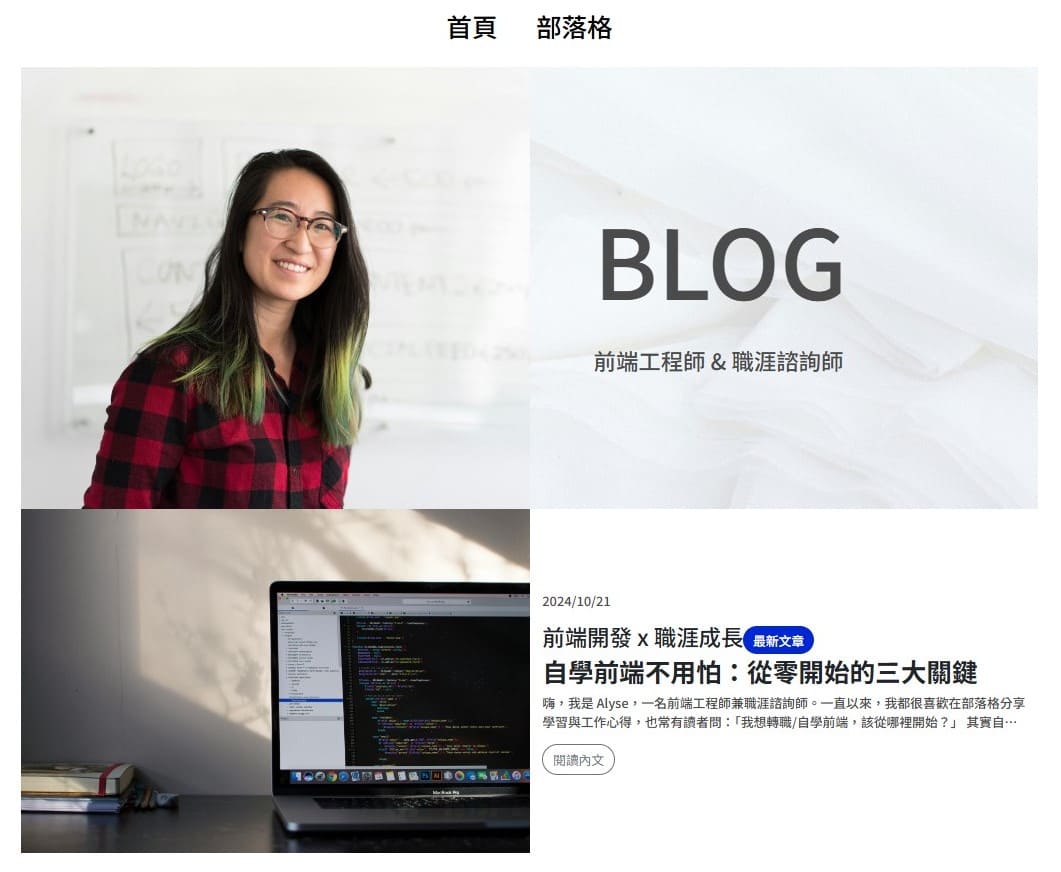 首頁 部落格
BLOG
前端工程師 & 職涯諮詢師
2024/10/21
前端開發 x 職涯成長 最新文章
自學前端不用怕：從零開始的三大關鍵
嗨，我是 Alyse，一名前端工程師兼職涯諮詢師。一直以來，我都很喜歡在部落格分享
學習與工作心得，也常有讀者問：「我想轉職/自學前端，該從哪裡開始？」 其實自…
閱讀內文
LOGO
MacBook Pro